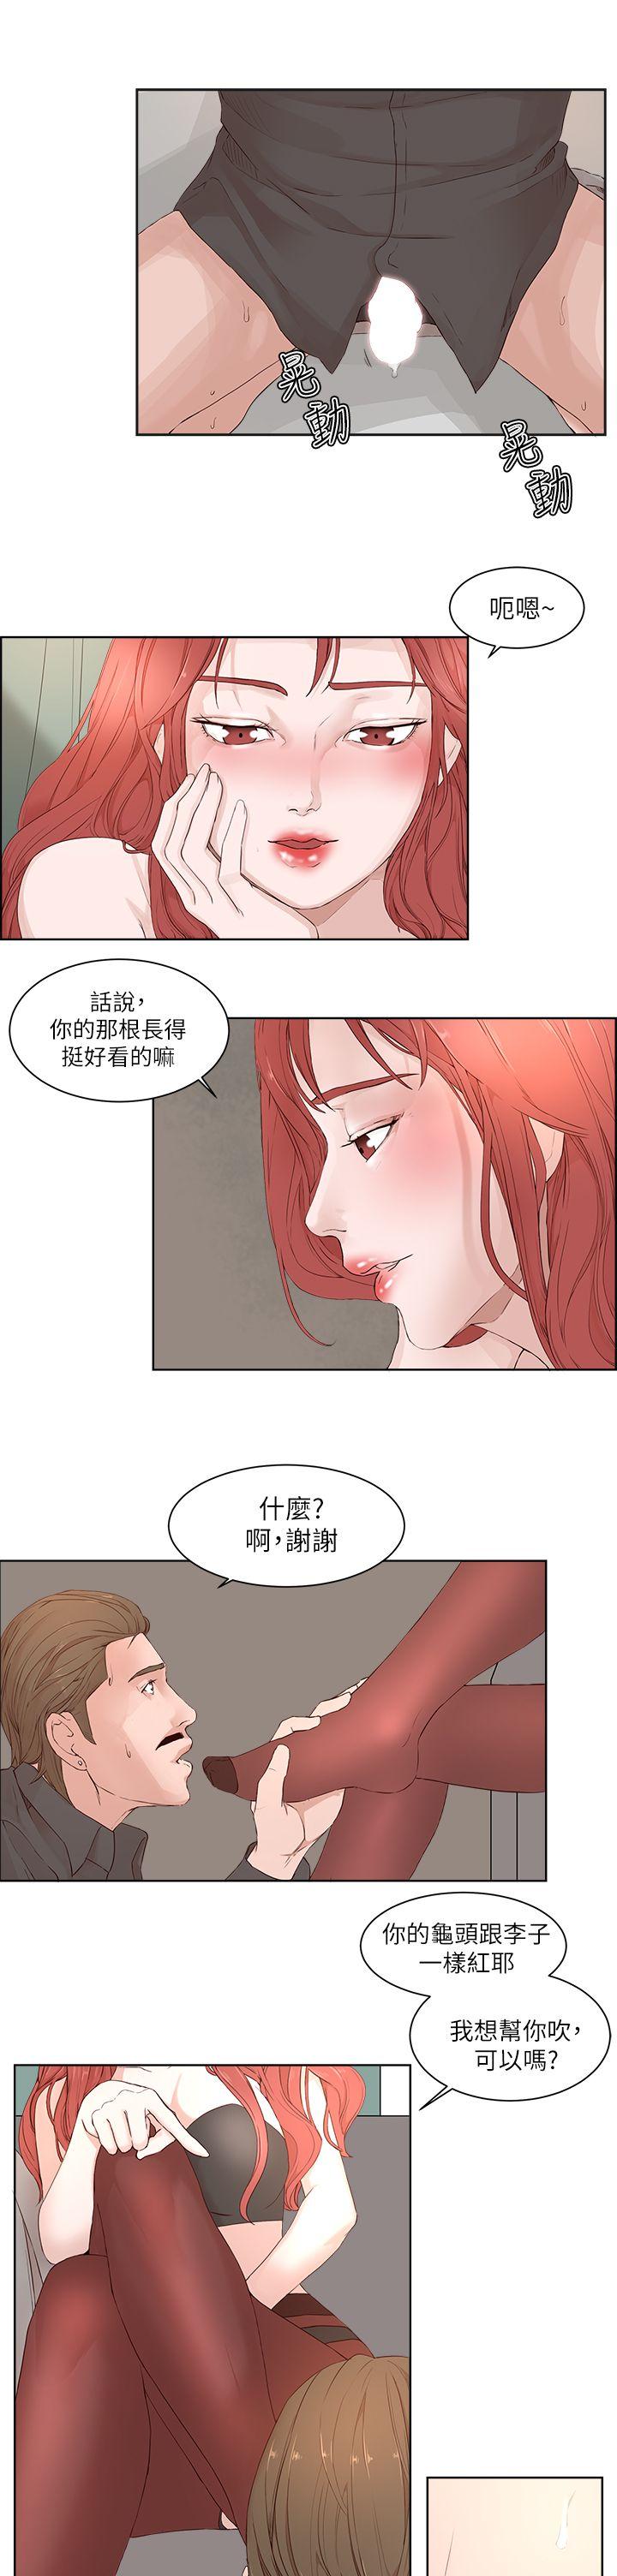 晃動
晃動
呃嗯~
話說，
你的那根長得
挺好看的嘛
什麼?
啊，謝謝
你的龜頭跟李子
一樣紅耶
我想幫你吹，
可以嗎?